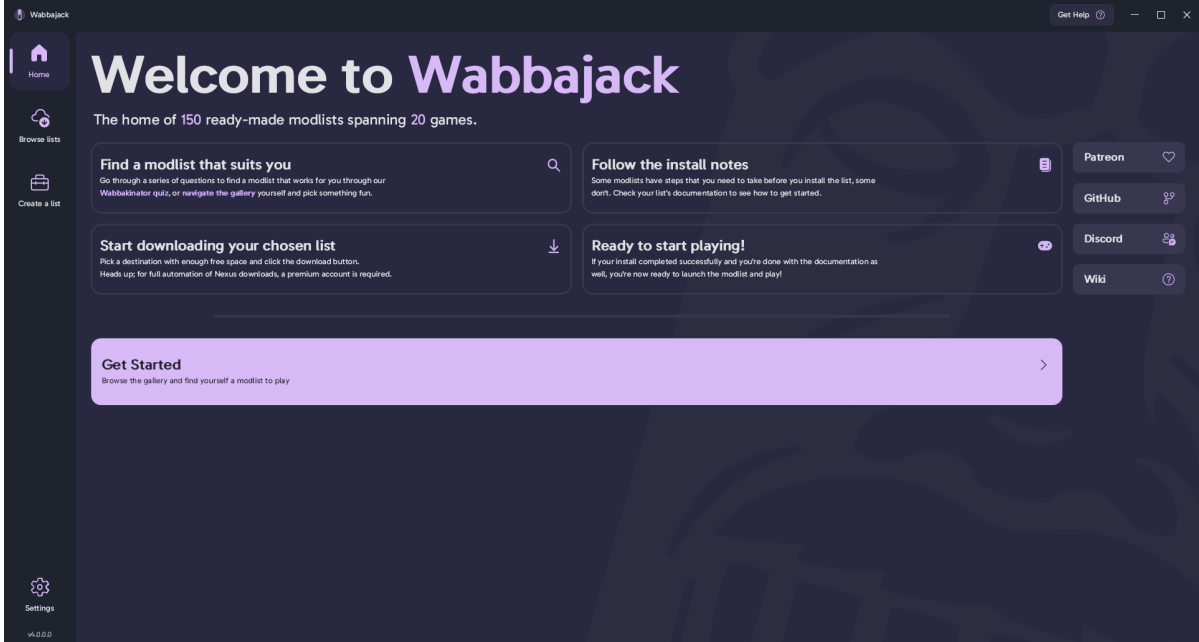 Wabbajack
Get Help
Home
Browse lists
Create a list
Settings
v4.0.0.0
Welcome to Wabbajack
The home of 150 ready-made modlists spanning 20 games.
Find a modlist that suits you
Go through a series of questions to find a modlist that works for you through our
Wabbakinator quiz, or navigate the gallery yourself and pick something fun.
Follow the install notes
Some modlists have steps that you need to take before you install the list, some
don't. Check your list's documentation to see how to get started.
Start downloading your chosen list
Pick a destination with enough free space and click the download button.
Heads up; for full automation of Nexus downloads, a premium account is required.
Ready to start playing!
If your install completed successfully and you're done with the documentation as
well, you're now ready to launch the modlist and play!
Patreon
GitHub
Discord
Wiki
Get Started
Browse the gallery and find yourself a modlist to play